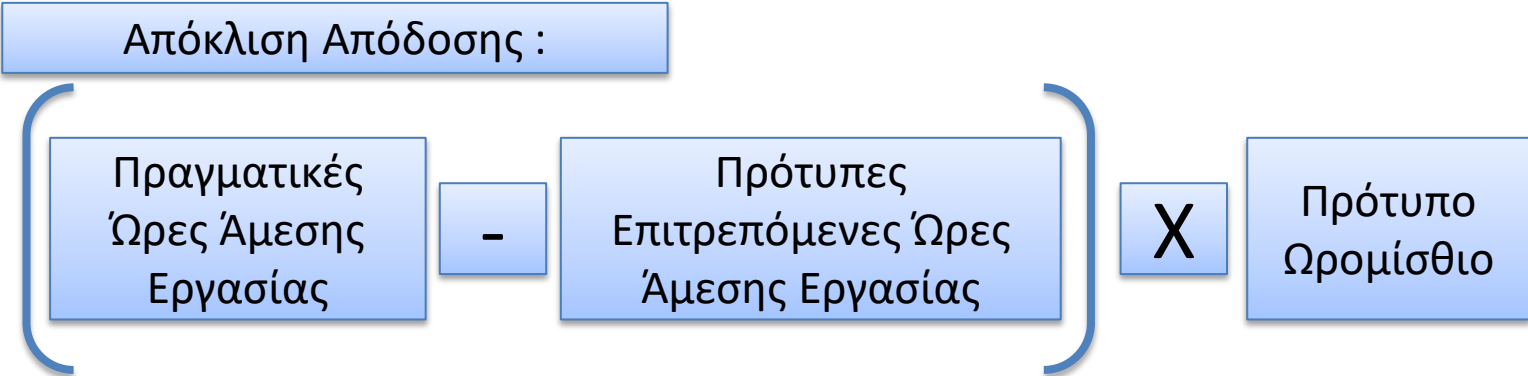 Απόκλιση Απόδοσης :
Πραγματικές
Ώρες Άμεσης
Εργασίας
-
Πρότυπες
Επιτρεπόμενες Ώρες
Άμεσης Εργασίας
X
Πρότυπο
Ωρομίσθιο